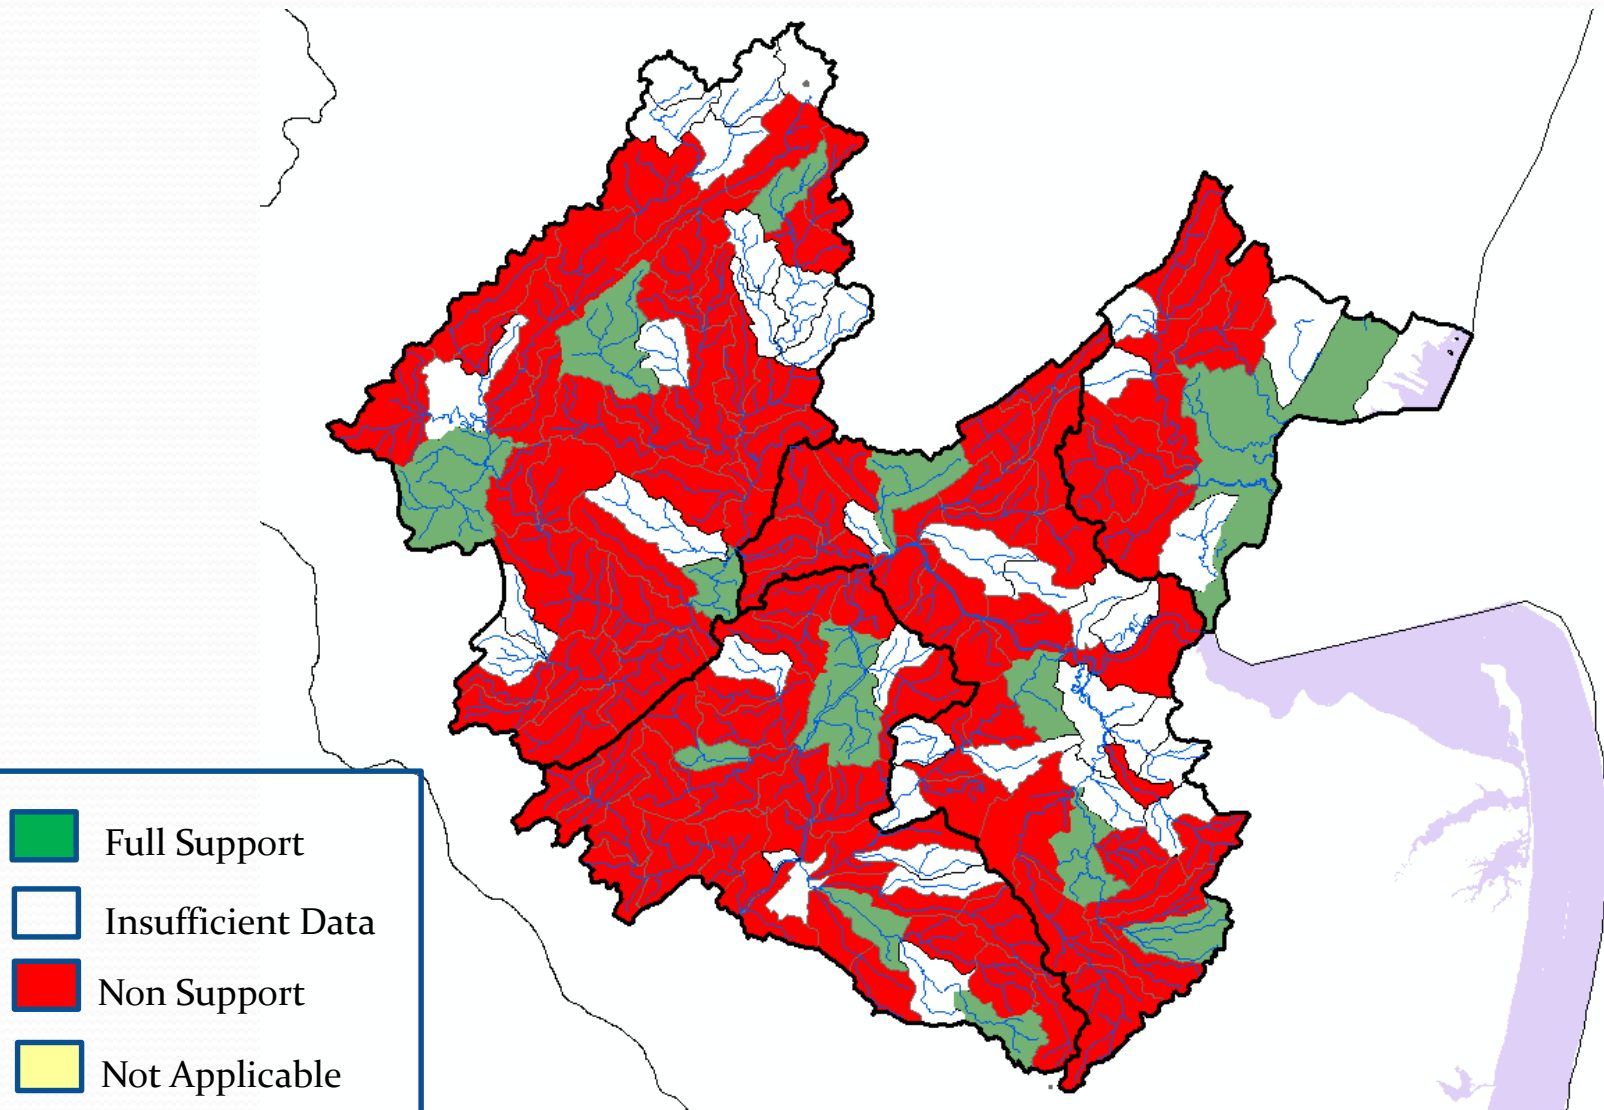 Full Support
Insufficient Data
Non Support
Not Applicable